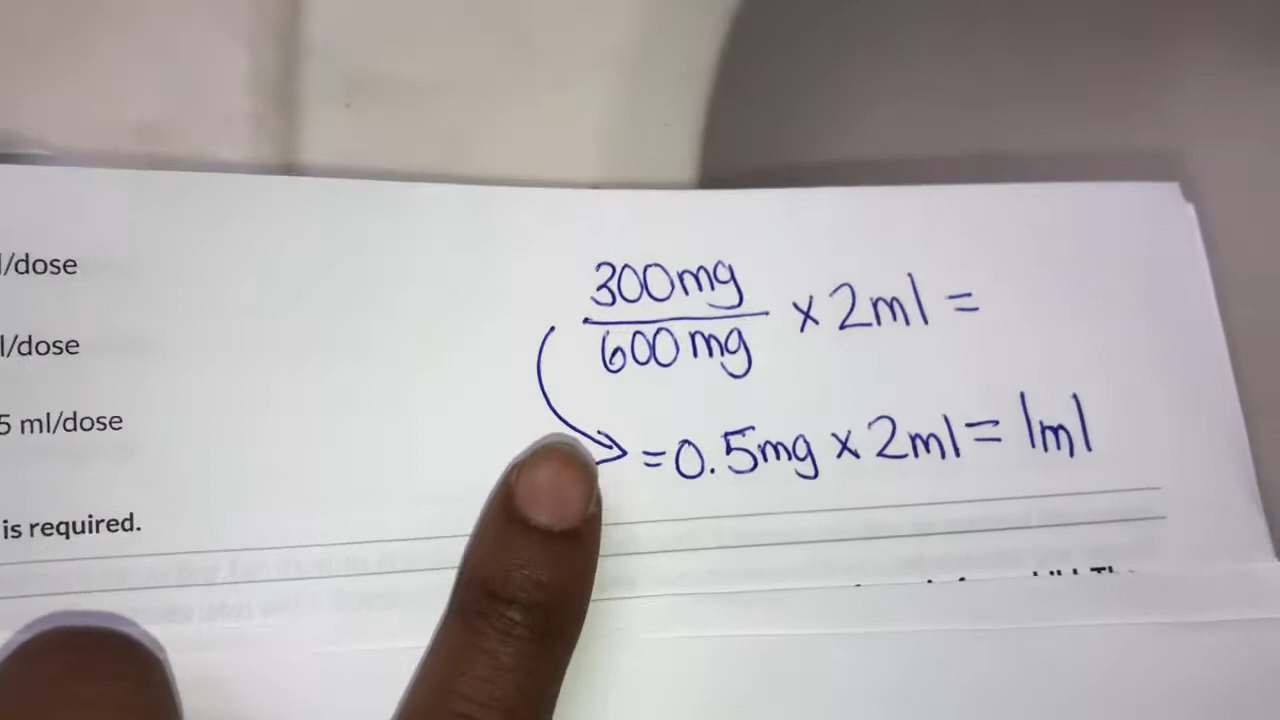 l/dose
l/dose
5 ml/dose
is required.
300mg
600mg
x 2ml =
= 0.5mg x 2ml = 1ml